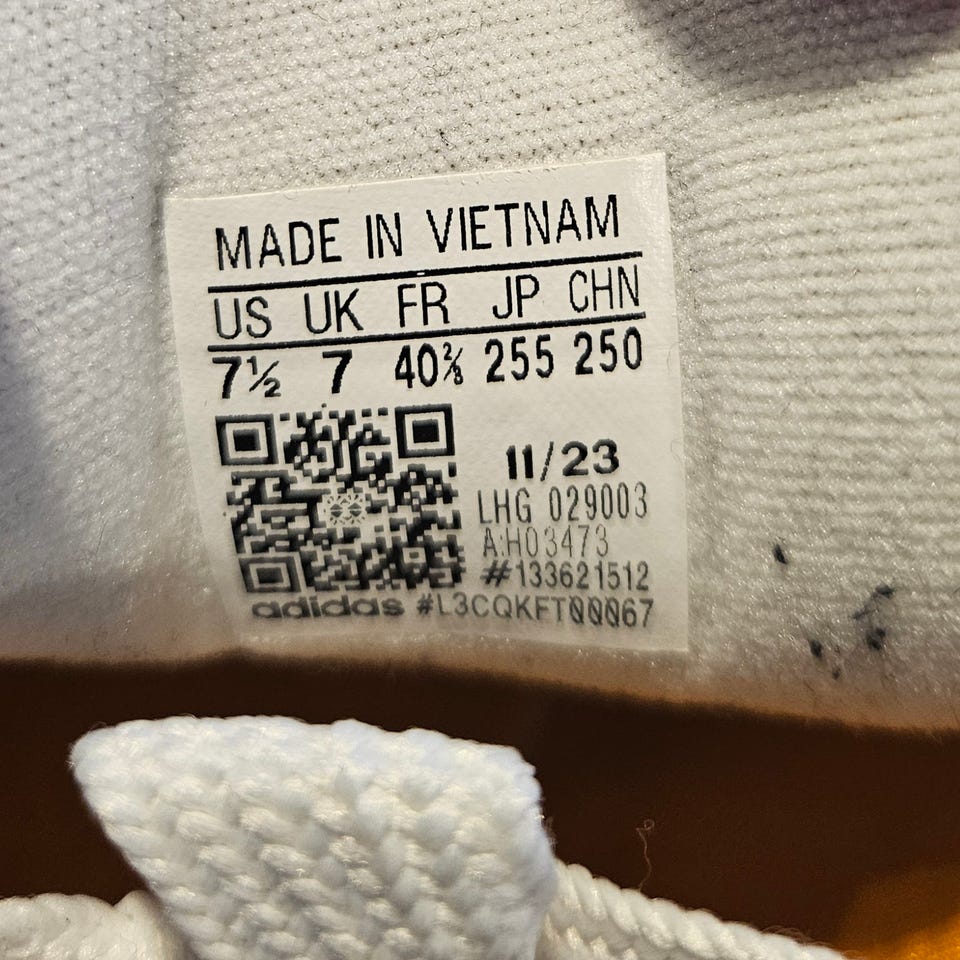 MADE IN VIETNAM
US UK FR JP CHN
7½ 7 40⅔ 255 250
11/23
LHG 029003
A:H03473
#133621512
adidas #L3CQKFT00067